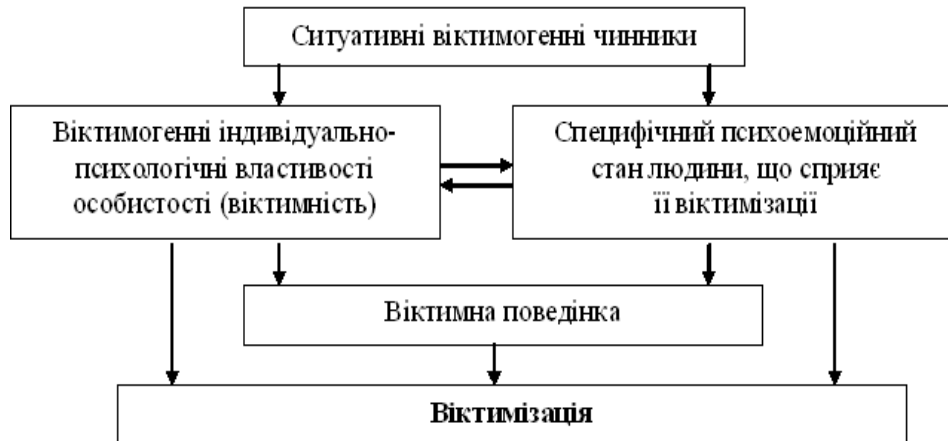 Ситуативні віктимогенні чинники
Віктимогенні індивідуально-
психологічні властивості
особистості (віктимність)
Специфічний психоемоційний
стан людини, що сприяє
її віктимізації
Віктимна поведінка
Віктимізація